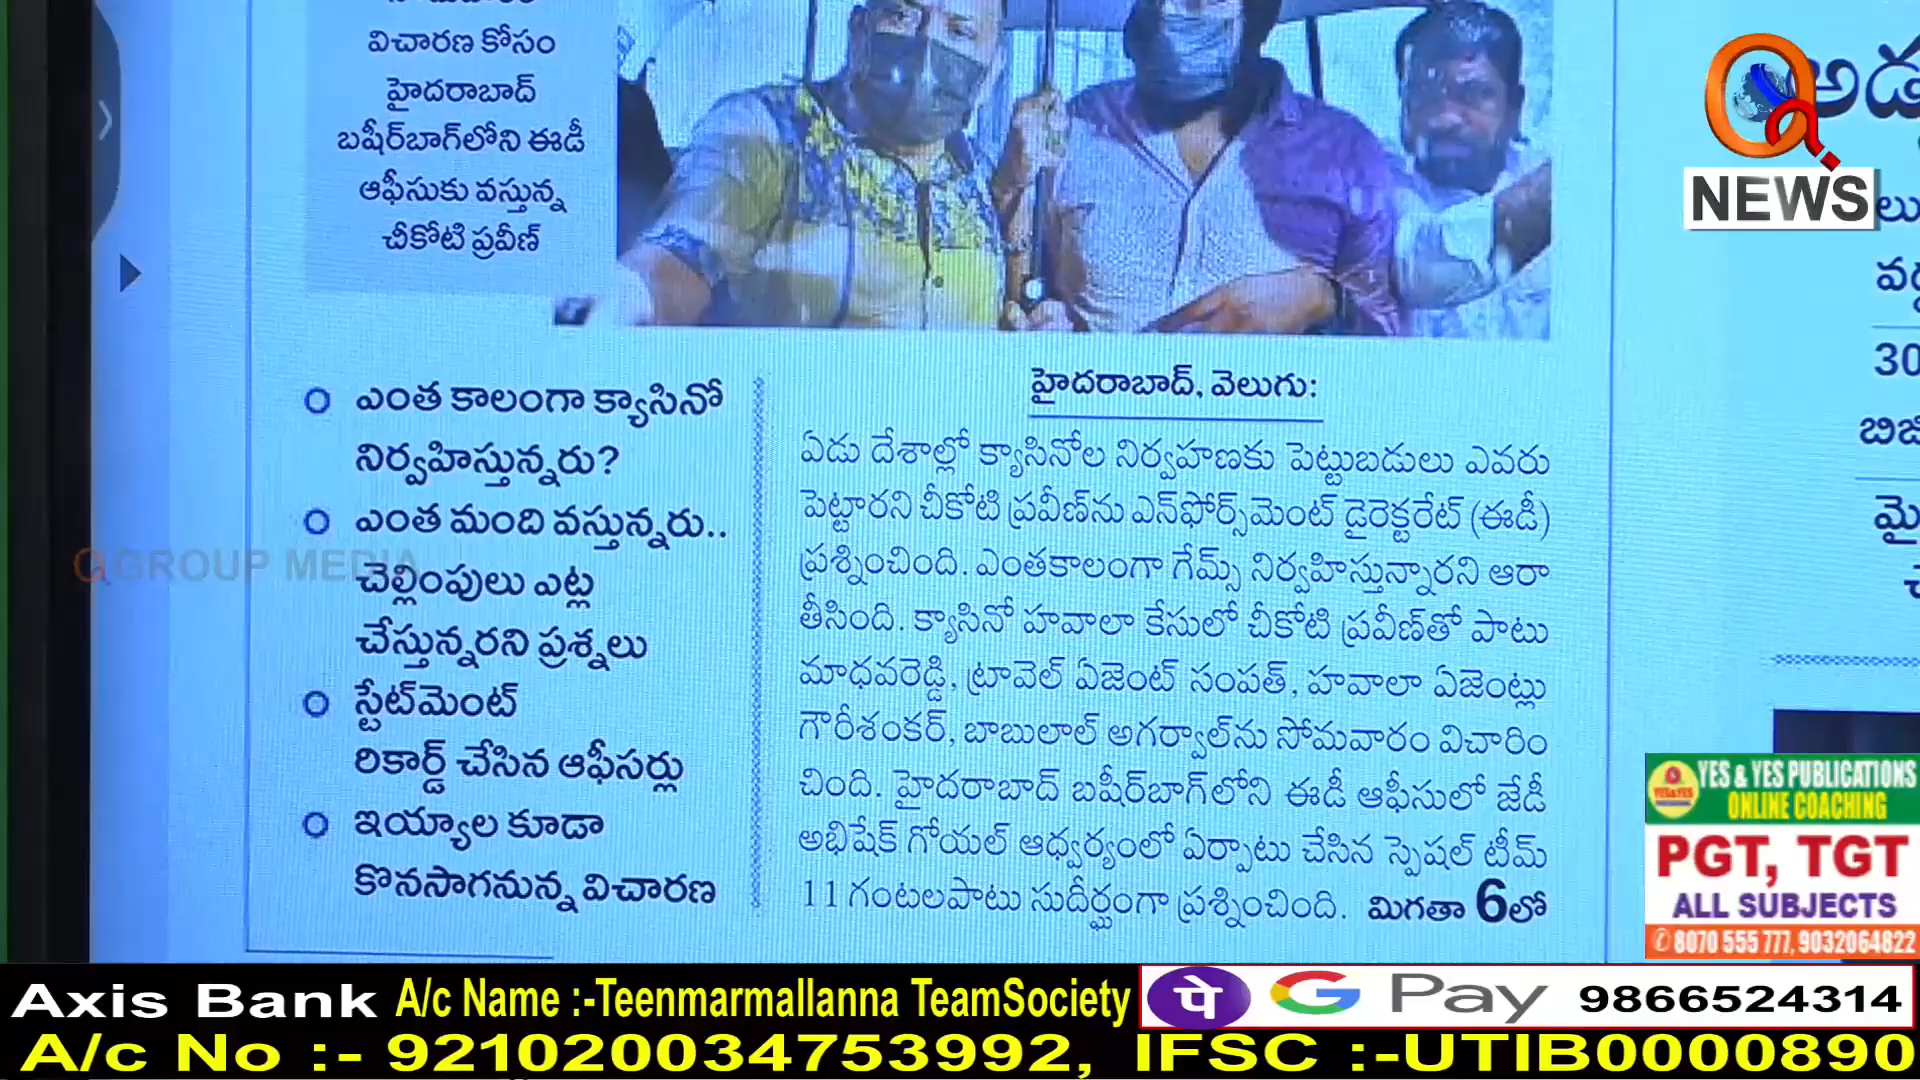 విచారణ కోసం
హైదరాబాద్
బషీర్‌బాగ్‌లోని ఈడీ
ఆఫీసుకు వస్తున్న
చీకోటి ప్రవీణ్
ఎంత కాలంగా క్యాసినో
నిర్వహిస్తున్నరు?
ఎంత మంది వస్తున్నరు..
చెల్లింపులు ఎట్ల
చేస్తున్నరని ప్రశ్నలు
స్టేట్‌మెంట్
రికార్డ్ చేసిన ఆఫీసర్లు
ఇయ్యాల కూడా
కొనసాగనున్న విచారణ
హైదరాబాద్, వెలుగు:
ఏడు దేశాల్లో క్యాసినోల నిర్వహణకు పెట్టుబడులు ఎవరు
పెట్టారని చీకోటి ప్రవీణ్‌ను ఎన్‌ఫోర్స్‌మెంట్ డైరెక్టరేట్ (ఈడీ)
ప్రశ్నించింది. ఎంతకాలంగా గేమ్స్ నిర్వహిస్తున్నారని ఆరా
తీసింది. క్యాసినో హవాలా కేసులో చీకోటి ప్రవీణ్‌తో పాటు
మాధవరెడ్డి, ట్రావెల్ ఏజెంట్ సంపత్, హవాలా ఏజెంట్లు
గౌరీశంకర్, బాబులాల్ అగర్వాల్‌ను సోమవారం విచారిం
చింది. హైదరాబాద్ బషీర్‌బాగ్‌లోని ఈడీ ఆఫీసులో జేడీ
అభిషేక్ గోయల్ ఆధ్వర్యంలో ఏర్పాటు చేసిన స్పెషల్ టీమ్
11 గంటలపాటు సుదీర్ఘంగా ప్రశ్నించింది. మిగతా 6లో
అడ
లు
30
మై
Q GROUP MEDIA
NEWS
YES & YES PUBLICATIONS
ONLINE COACHING
PGT, TGT
ALL SUBJECTS
8070 555 777, 9032064822
Axis Bank A/c Name :-Teenmarmallanna TeamSociety
पे G Pay 9866524314
A/c No :- 921020034753992, IFSC :-UTIB0000890